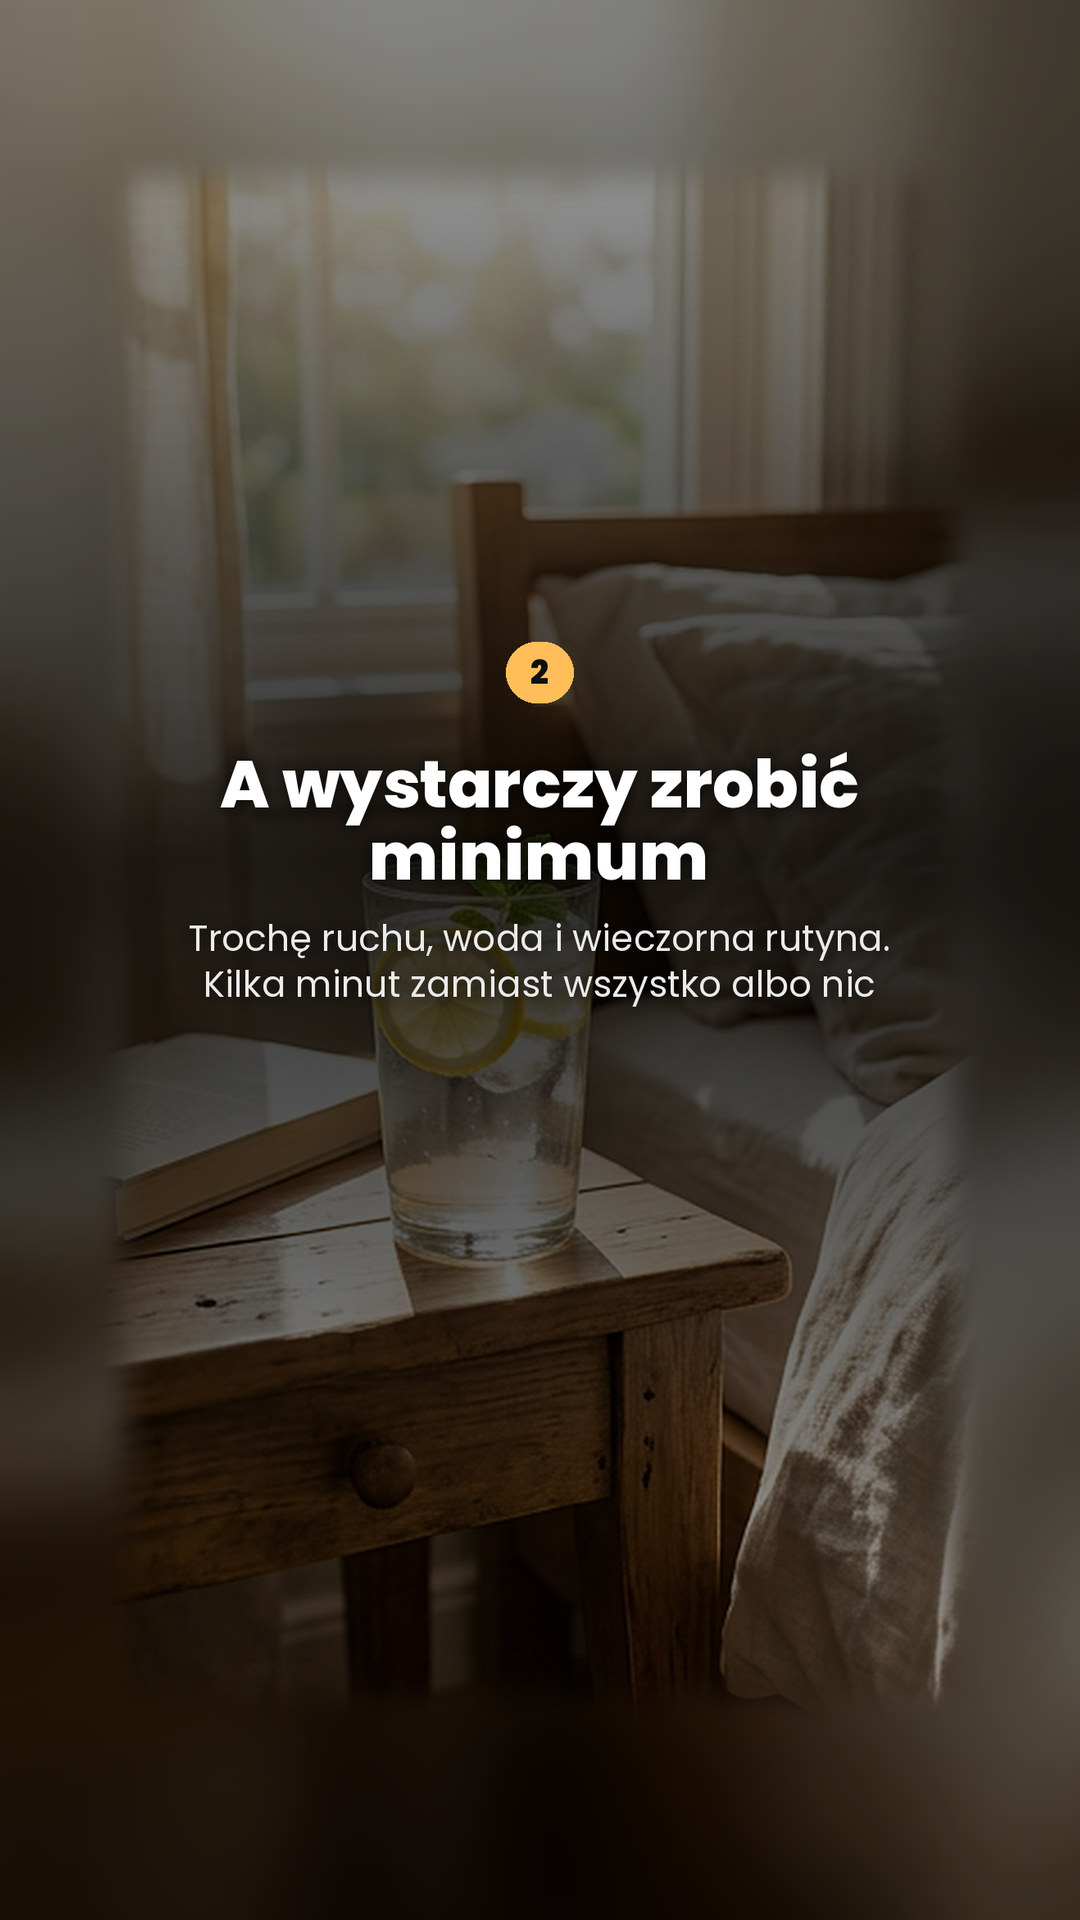 2
A wystarczy zrobić
minimum
Trochę ruchu, woda i wieczorna rutyna.
Kilka minut zamiast wszystko albo nic